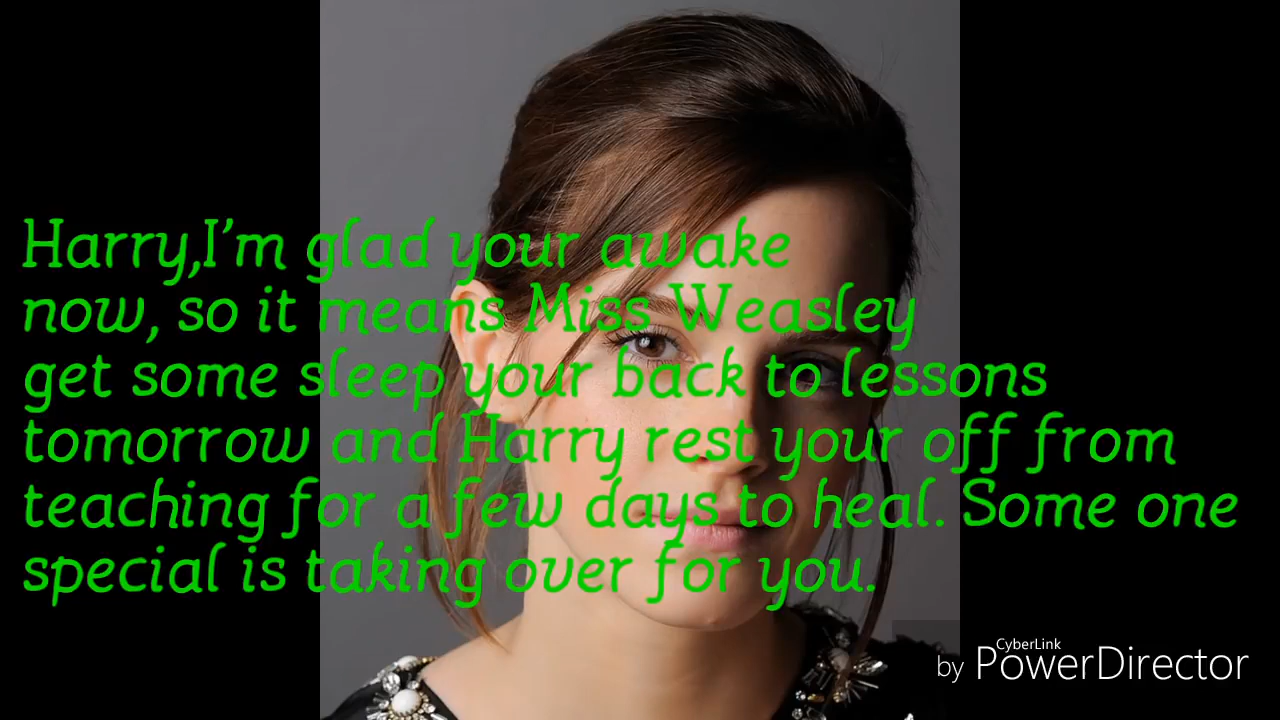 Harry,I'm glad your awake
now, so it means Miss Weasley
get some sleep your back to lessons
tomorrow and Harry rest your off from
teaching for a few days to heal. Some one
special is taking over for you.
CyberLink
by PowerDirector